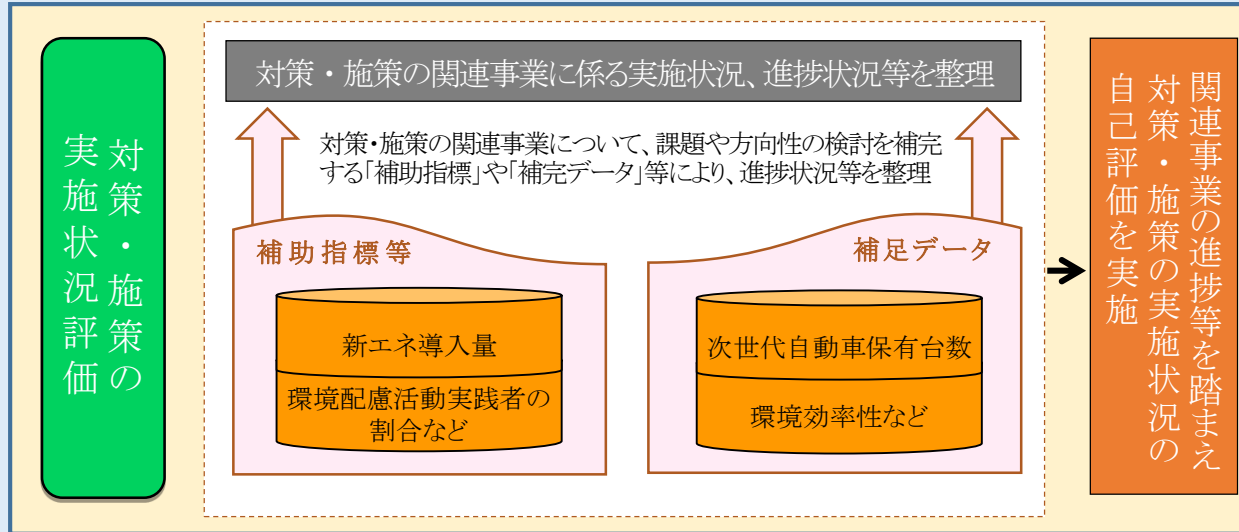 対策・施策の
実施状況評価
対策・施策の関連事業に係る実施状況、進捗状況等を整理
対策・施策の関連事業について、課題や方向性の検討を補完
する「補助指標」や「補完データ」等により、進捗状況等を整理
補助指標等
新エネ導入量
環境配慮活動実践者の
割合など
補足データ
次世代自動車保有台数
環境効率性など
関連事業の進捗等を踏まえ
対策・施策の実施状況の
自己評価を実施